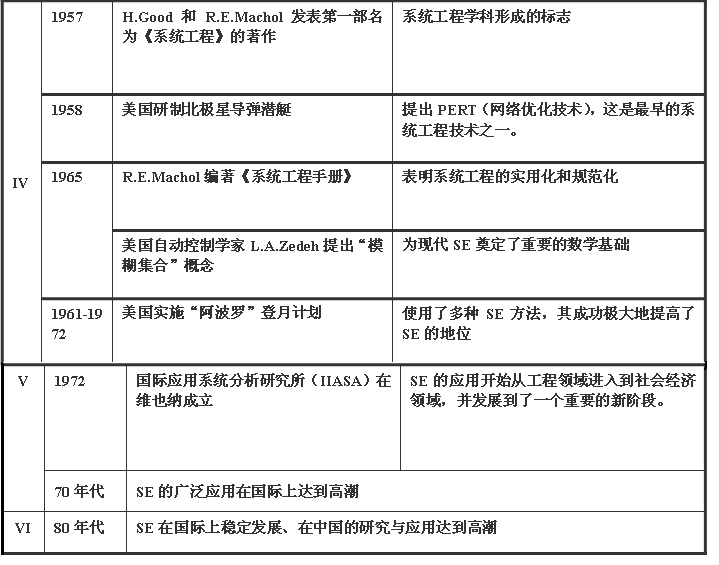 1957 H.Good 和 R.E.Machol 发表第一部名 系统工程学科形成的标志
为《系统工程》的著作
1958 美国研制北极星导弹潜艇 提出 PERT（网络优化技术），这是最早的系
统工程技术之一。
IV 1965 R.E.Machol 编著《系统工程手册》 表明系统工程的实用化和规范化
美国自动控制学家 L.A.Zedeh 提出“模 为现代 SE 奠定了重要的数学基础
糊集合”概念
1961-19 美国实施“阿波罗”登月计划 使用了多种 SE 方法，其成功极大地提高了
72 SE 的地位
V 1972 国际应用系统分析研究所（IIASA）在 SE 的应用开始从工程领域进入到社会经济
维也纳成立 领域，并发展到了一个重要的新阶段。
70 年代 SE 的广泛应用在国际上达到高潮
VI 80 年代 SE 在国际上稳定发展、在中国的研究与应用达到高潮